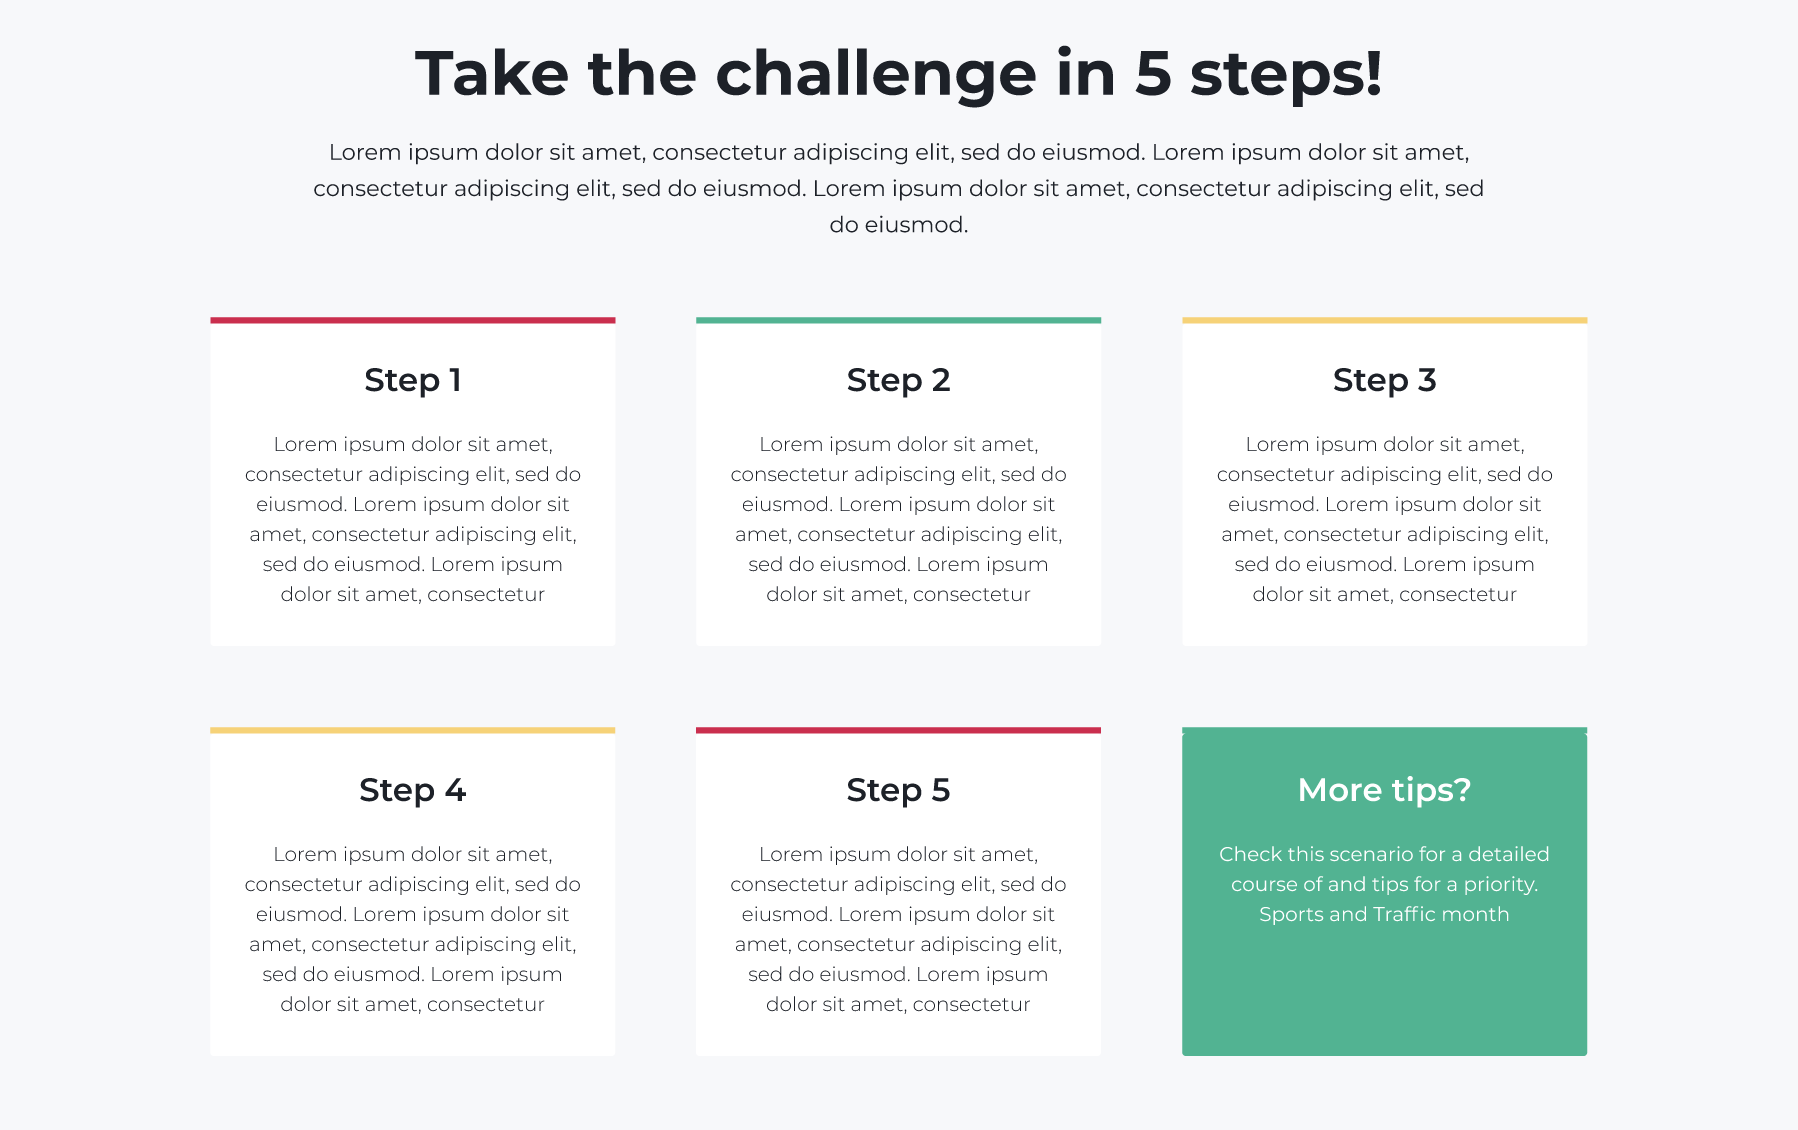 Take the challenge in 5 steps!
Lorem ipsum dolor sit amet, consectetur adipiscing elit, sed do eiusmod. Lorem ipsum dolor sit amet,
consectetur adipiscing elit, sed do eiusmod. Lorem ipsum dolor sit amet, consectetur adipiscing elit, sed
do eiusmod.
Step 1
Lorem ipsum dolor sit amet,
consectetur adipiscing elit, sed do
eiusmod. Lorem ipsum dolor sit
amet, consectetur adipiscing elit,
sed do eiusmod. Lorem ipsum
dolor sit amet, consectetur
Step 2
Lorem ipsum dolor sit amet,
consectetur adipiscing elit, sed do
eiusmod. Lorem ipsum dolor sit
amet, consectetur adipiscing elit,
sed do eiusmod. Lorem ipsum
dolor sit amet, consectetur
Step 3
Lorem ipsum dolor sit amet,
consectetur adipiscing elit, sed do
eiusmod. Lorem ipsum dolor sit
amet, consectetur adipiscing elit,
sed do eiusmod. Lorem ipsum
dolor sit amet, consectetur
Step 4
Lorem ipsum dolor sit amet,
consectetur adipiscing elit, sed do
eiusmod. Lorem ipsum dolor sit
amet, consectetur adipiscing elit,
sed do eiusmod. Lorem ipsum
dolor sit amet, consectetur
Step 5
Lorem ipsum dolor sit amet,
consectetur adipiscing elit, sed do
eiusmod. Lorem ipsum dolor sit
amet, consectetur adipiscing elit,
sed do eiusmod. Lorem ipsum
dolor sit amet, consectetur
More tips?
Check this scenario for a detailed
course of and tips for a priority.
Sports and Traffic month